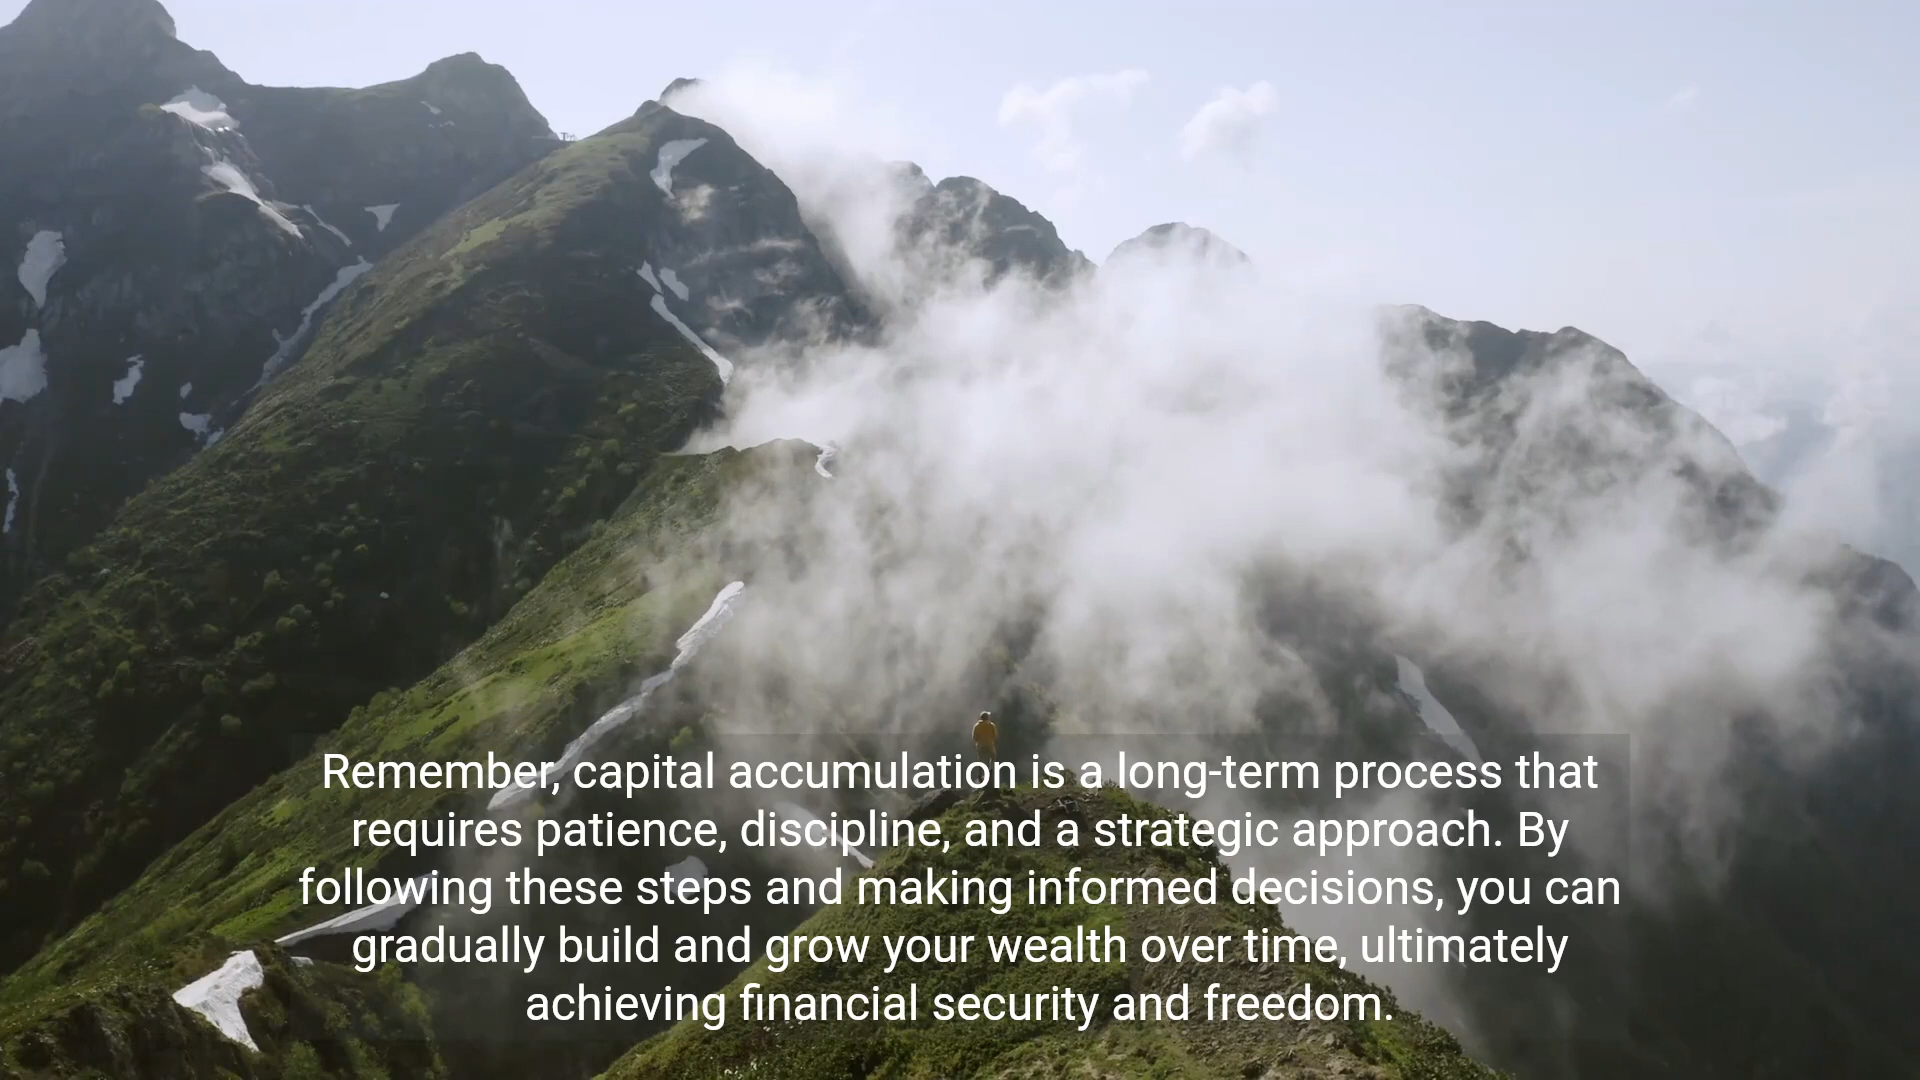 Remember, capital accumulation is a long-term process that
requires patience, discipline, and a strategic approach. By
following these steps and making informed decisions, you can
gradually build and grow your wealth over time, ultimately
achieving financial security and freedom.